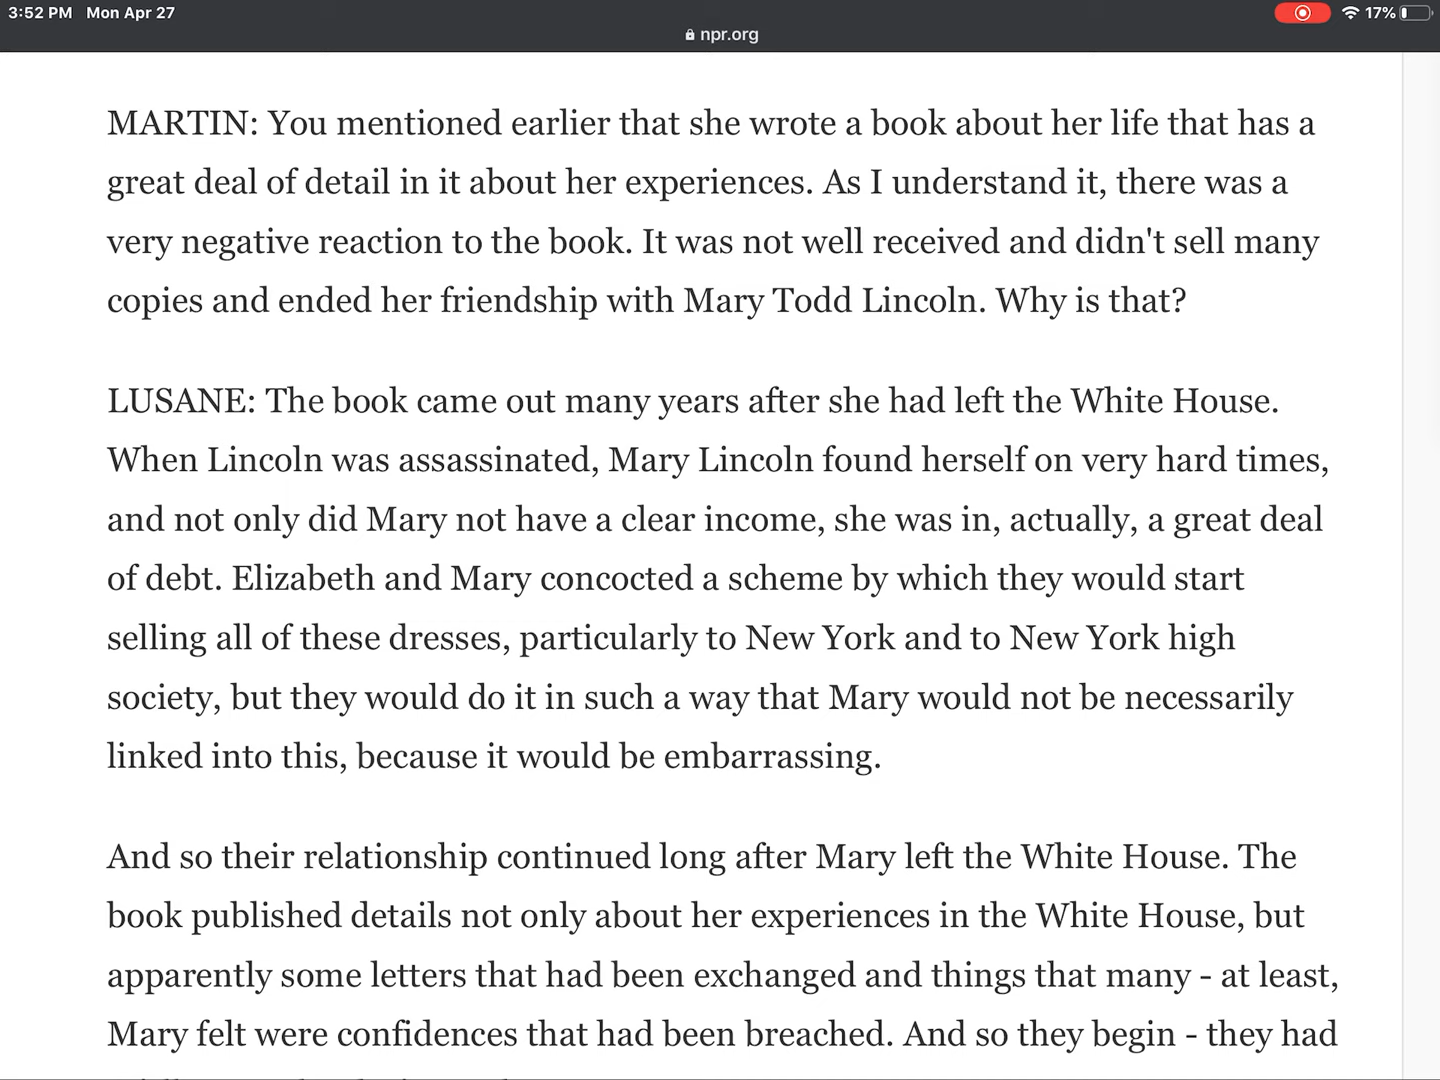 3:52 PM Mon Apr 27
17%
npr.org
MARTIN: You mentioned earlier that she wrote a book about her life that has a
great deal of detail in it about her experiences. As I understand it, there was a
very negative reaction to the book. It was not well received and didn't sell many
copies and ended her friendship with Mary Todd Lincoln. Why is that?
LUSANE: The book came out many years after she had left the White House.
When Lincoln was assassinated, Mary Lincoln found herself on very hard times,
and not only did Mary not have a clear income, she was in, actually, a great deal
of debt. Elizabeth and Mary concocted a scheme by which they would start
selling all of these dresses, particularly to New York and to New York high
society, but they would do it in such a way that Mary would not be necessarily
linked into this, because it would be embarrassing.
And so their relationship continued long after Mary left the White House. The
book published details not only about her experiences in the White House, but
apparently some letters that had been exchanged and things that many - at least,
Mary felt were confidences that had been breached. And so they begin - they had